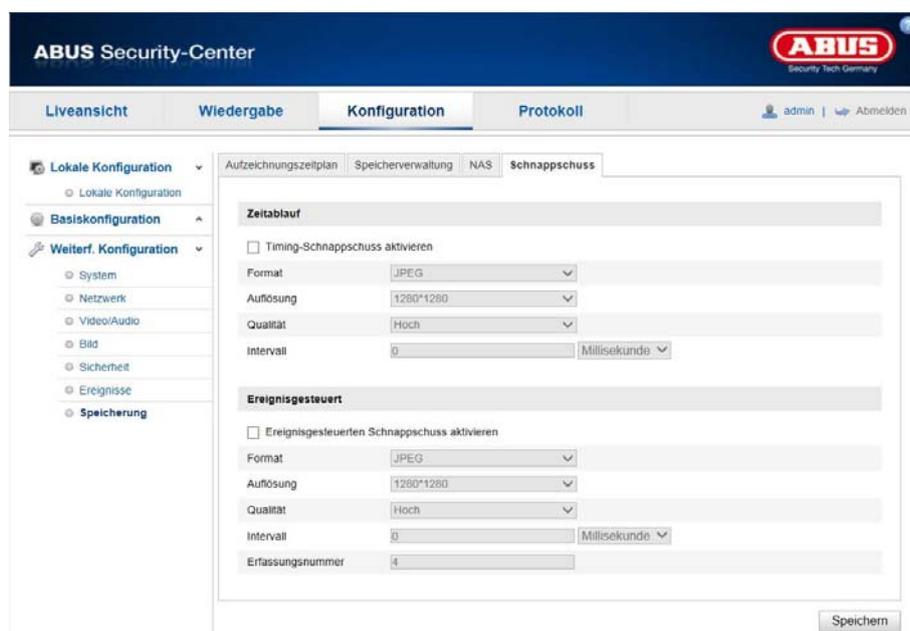 ABUS Security-Center
ABUS
Security Tech Germany
?
Liveansicht Wiedergabe Konfiguration Protokoll admin | Abmelden
Lokale Konfiguration
Lokale Konfiguration
Basiskonfiguration
Weiterf. Konfiguration
System
Netzwerk
Video/Audio
Bild
Sicherheit
Ereignisse
Speicherung
Aufzeichnungszeitplan Speicherverwaltung NAS Schnappschuss
Zeitablauf
Timing-Schnappschuss aktivieren
Format JPEG
Auflösung 1280*1280
Qualität Hoch
Intervall 0 Millisekunde
Ereignisgesteuert
Ereignisgesteuerten Schnappschuss aktivieren
Format JPEG
Auflösung 1280*1280
Qualität Hoch
Intervall 0 Millisekunde
Erfassungsnummer 4
Speichern